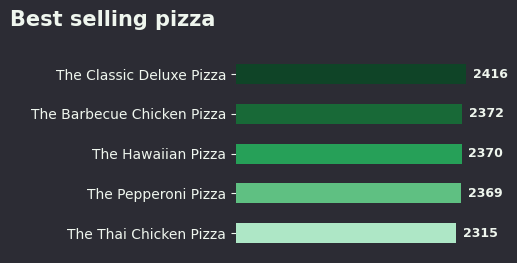 Best selling pizza
The Classic Deluxe Pizza 2416
The Barbecue Chicken Pizza 2372
The Hawaiian Pizza 2370
The Pepperoni Pizza 2369
The Thai Chicken Pizza 2315